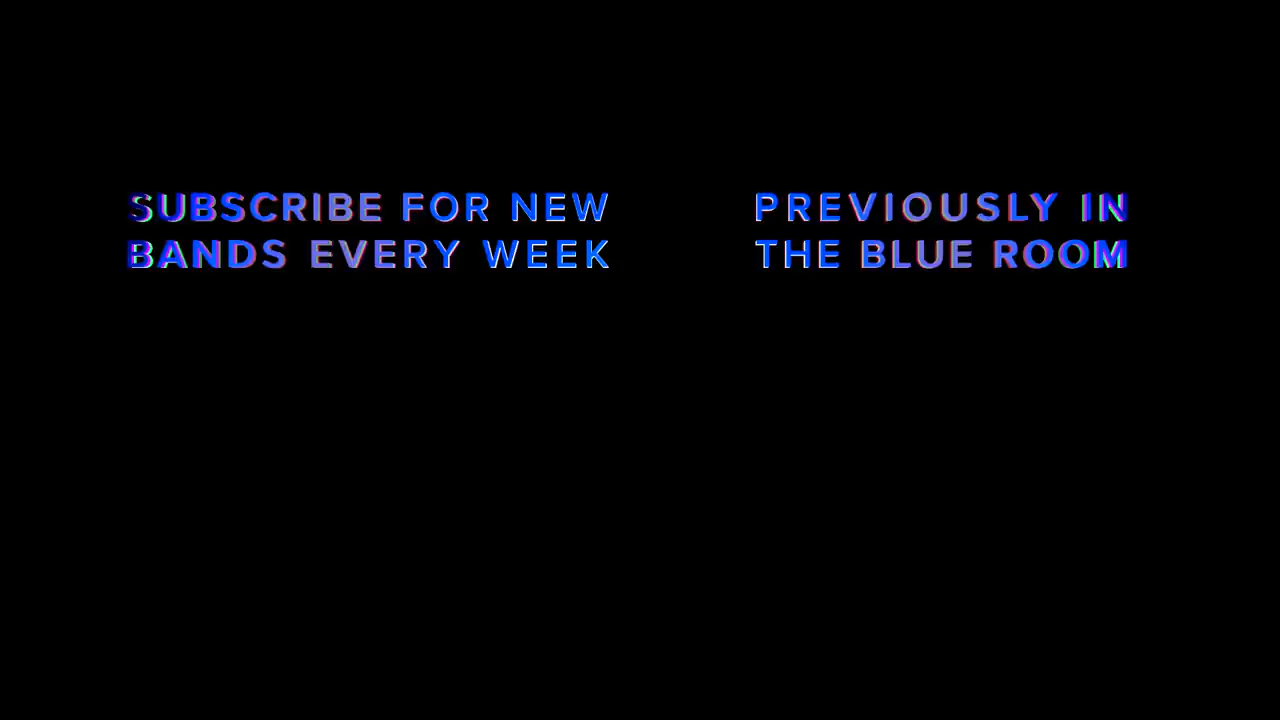 SUBSCRIBE FOR NEW
BANDS EVERY WEEK
PREVIOUSLY IN
THE BLUE ROOM